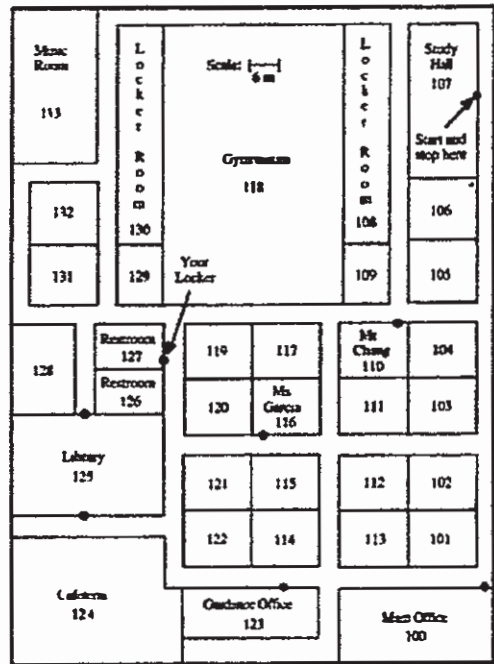 Music
Room
L
o
c
k
e
r
R
o
o
m
130
Scale:
6 m
Gymnasium
118
L
o
c
k
e
r
R
o
o
m
108
Study
Hall
107
Start and
stop here
132
131
129
Your
Locker
109
106
105
128
Restroom
127
Restroom
126
119
117
120
Ms.
Garcia
116
Mr.
Chang
110
104
111
103
Library
125
121
115
122
114
112
102
113
101
Cafeteria
124
Guidance Office
123
Main Office
100